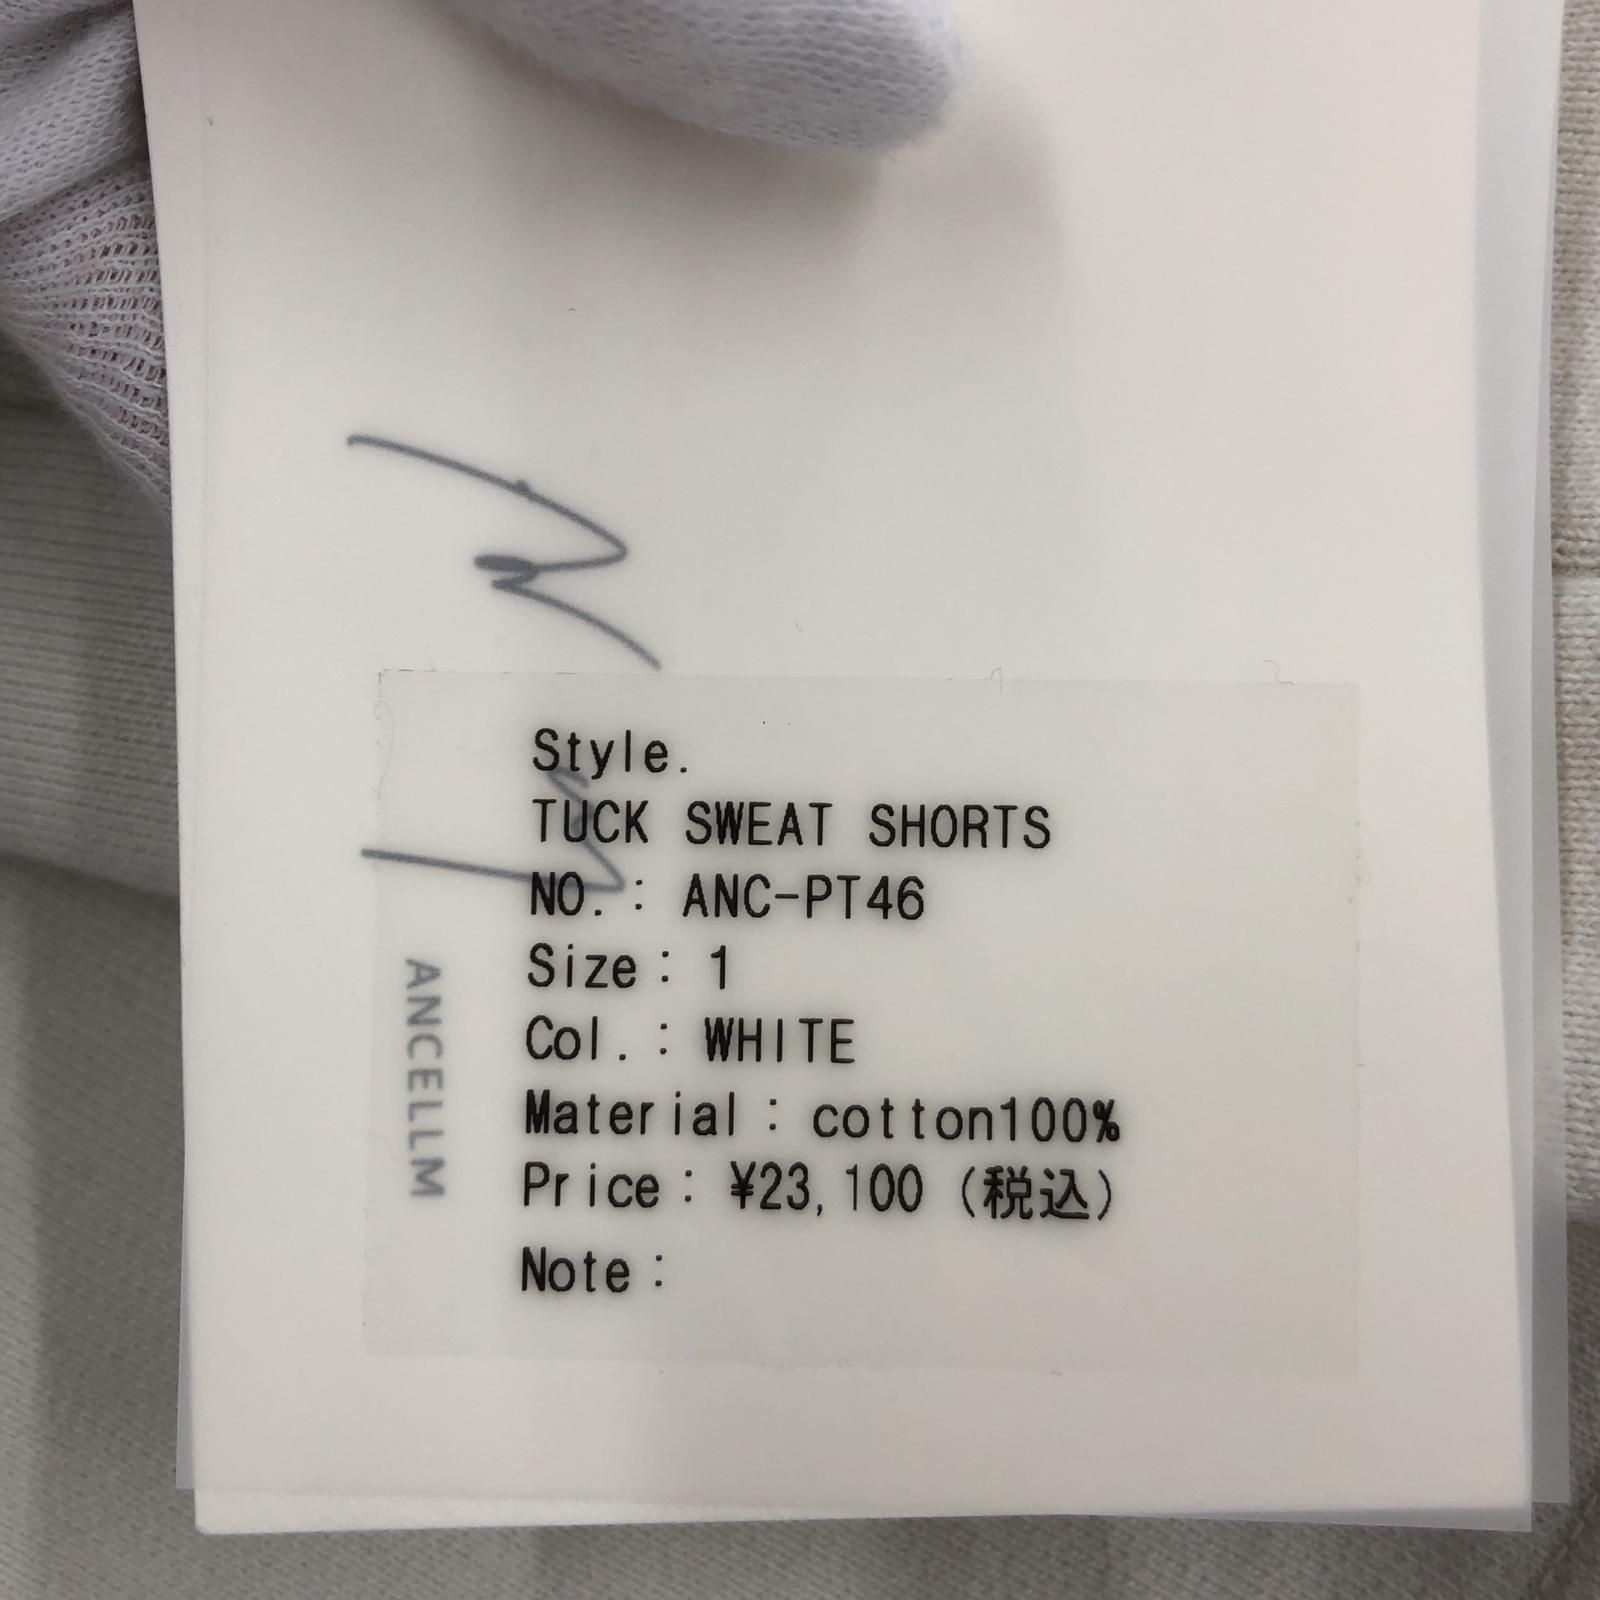 Style.
TUCK SWEAT SHORTS
NO.: ANC-PT46
Size: 1
Col.: WHITE
Material: cotton100%
Price: ¥23,100 (税込)
Note:
ANCELLM